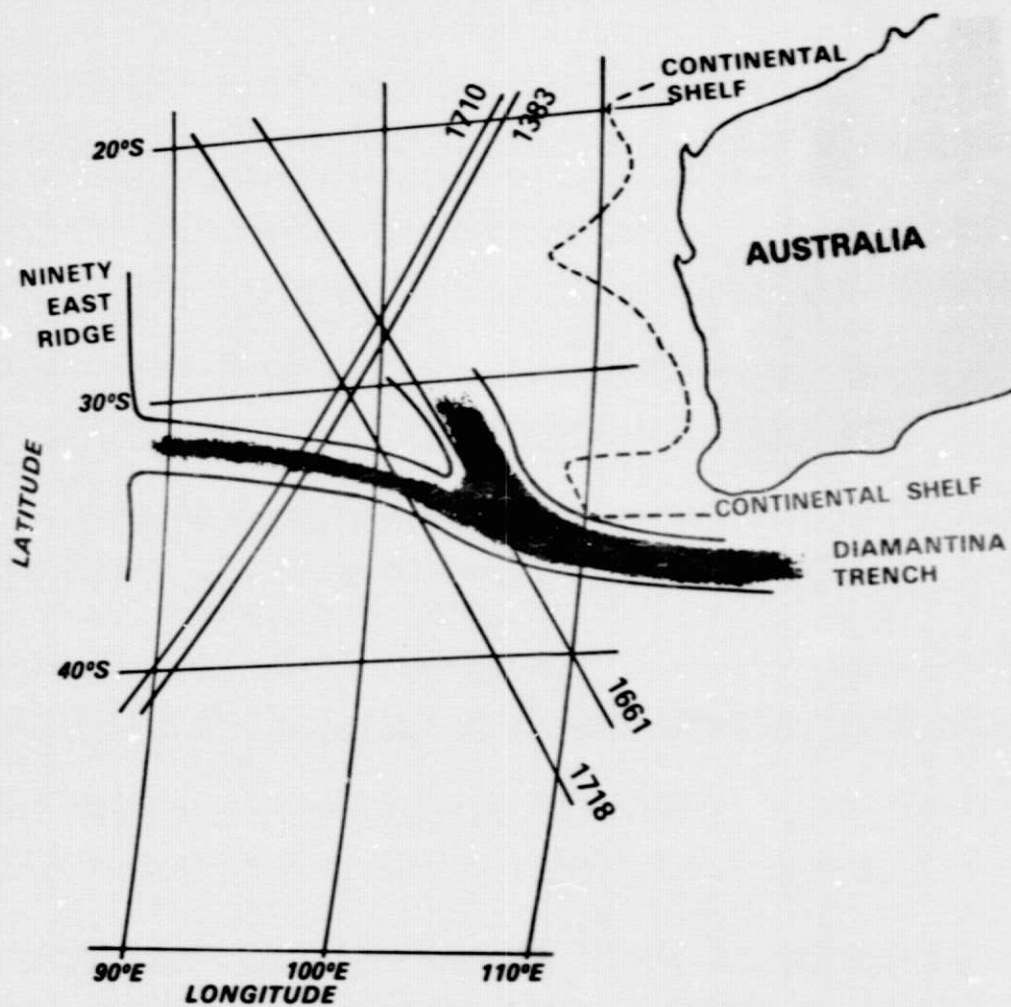 CONTINENTAL
SHELF
1710
1383
20°S
AUSTRALIA
NINETY
EAST
RIDGE
30°S
LATITUDE
CONTINENTAL SHELF
DIAMANTINA
TRENCH
40°S
1661
1718
90°E
100°E
110°E
LONGITUDE